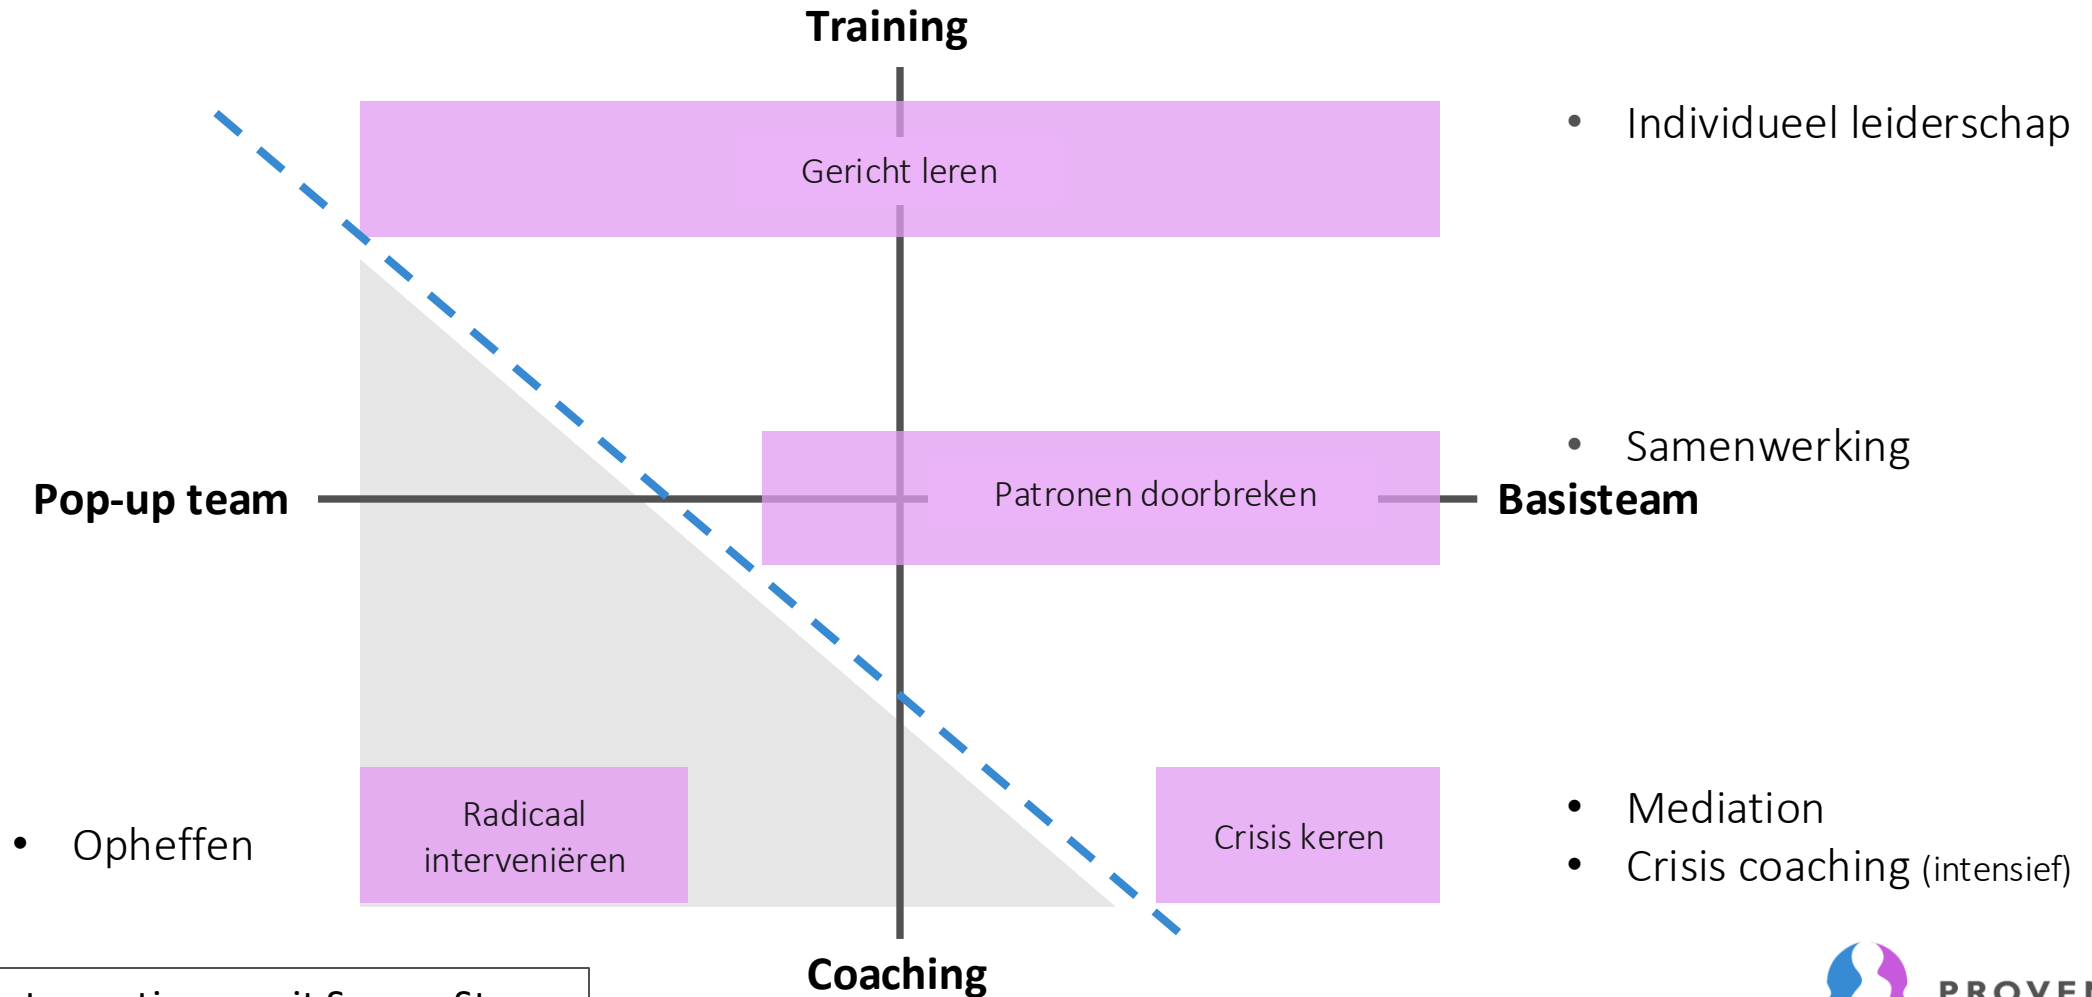 Training
Gericht leren
• Individueel leiderschap
• Samenwerking
Pop-up team
Patronen doorbreken
Basisteam
Radicaal
interveniëren
• Opheffen
Crisis keren
• Mediation
• Crisis coaching (intensief)
Coaching